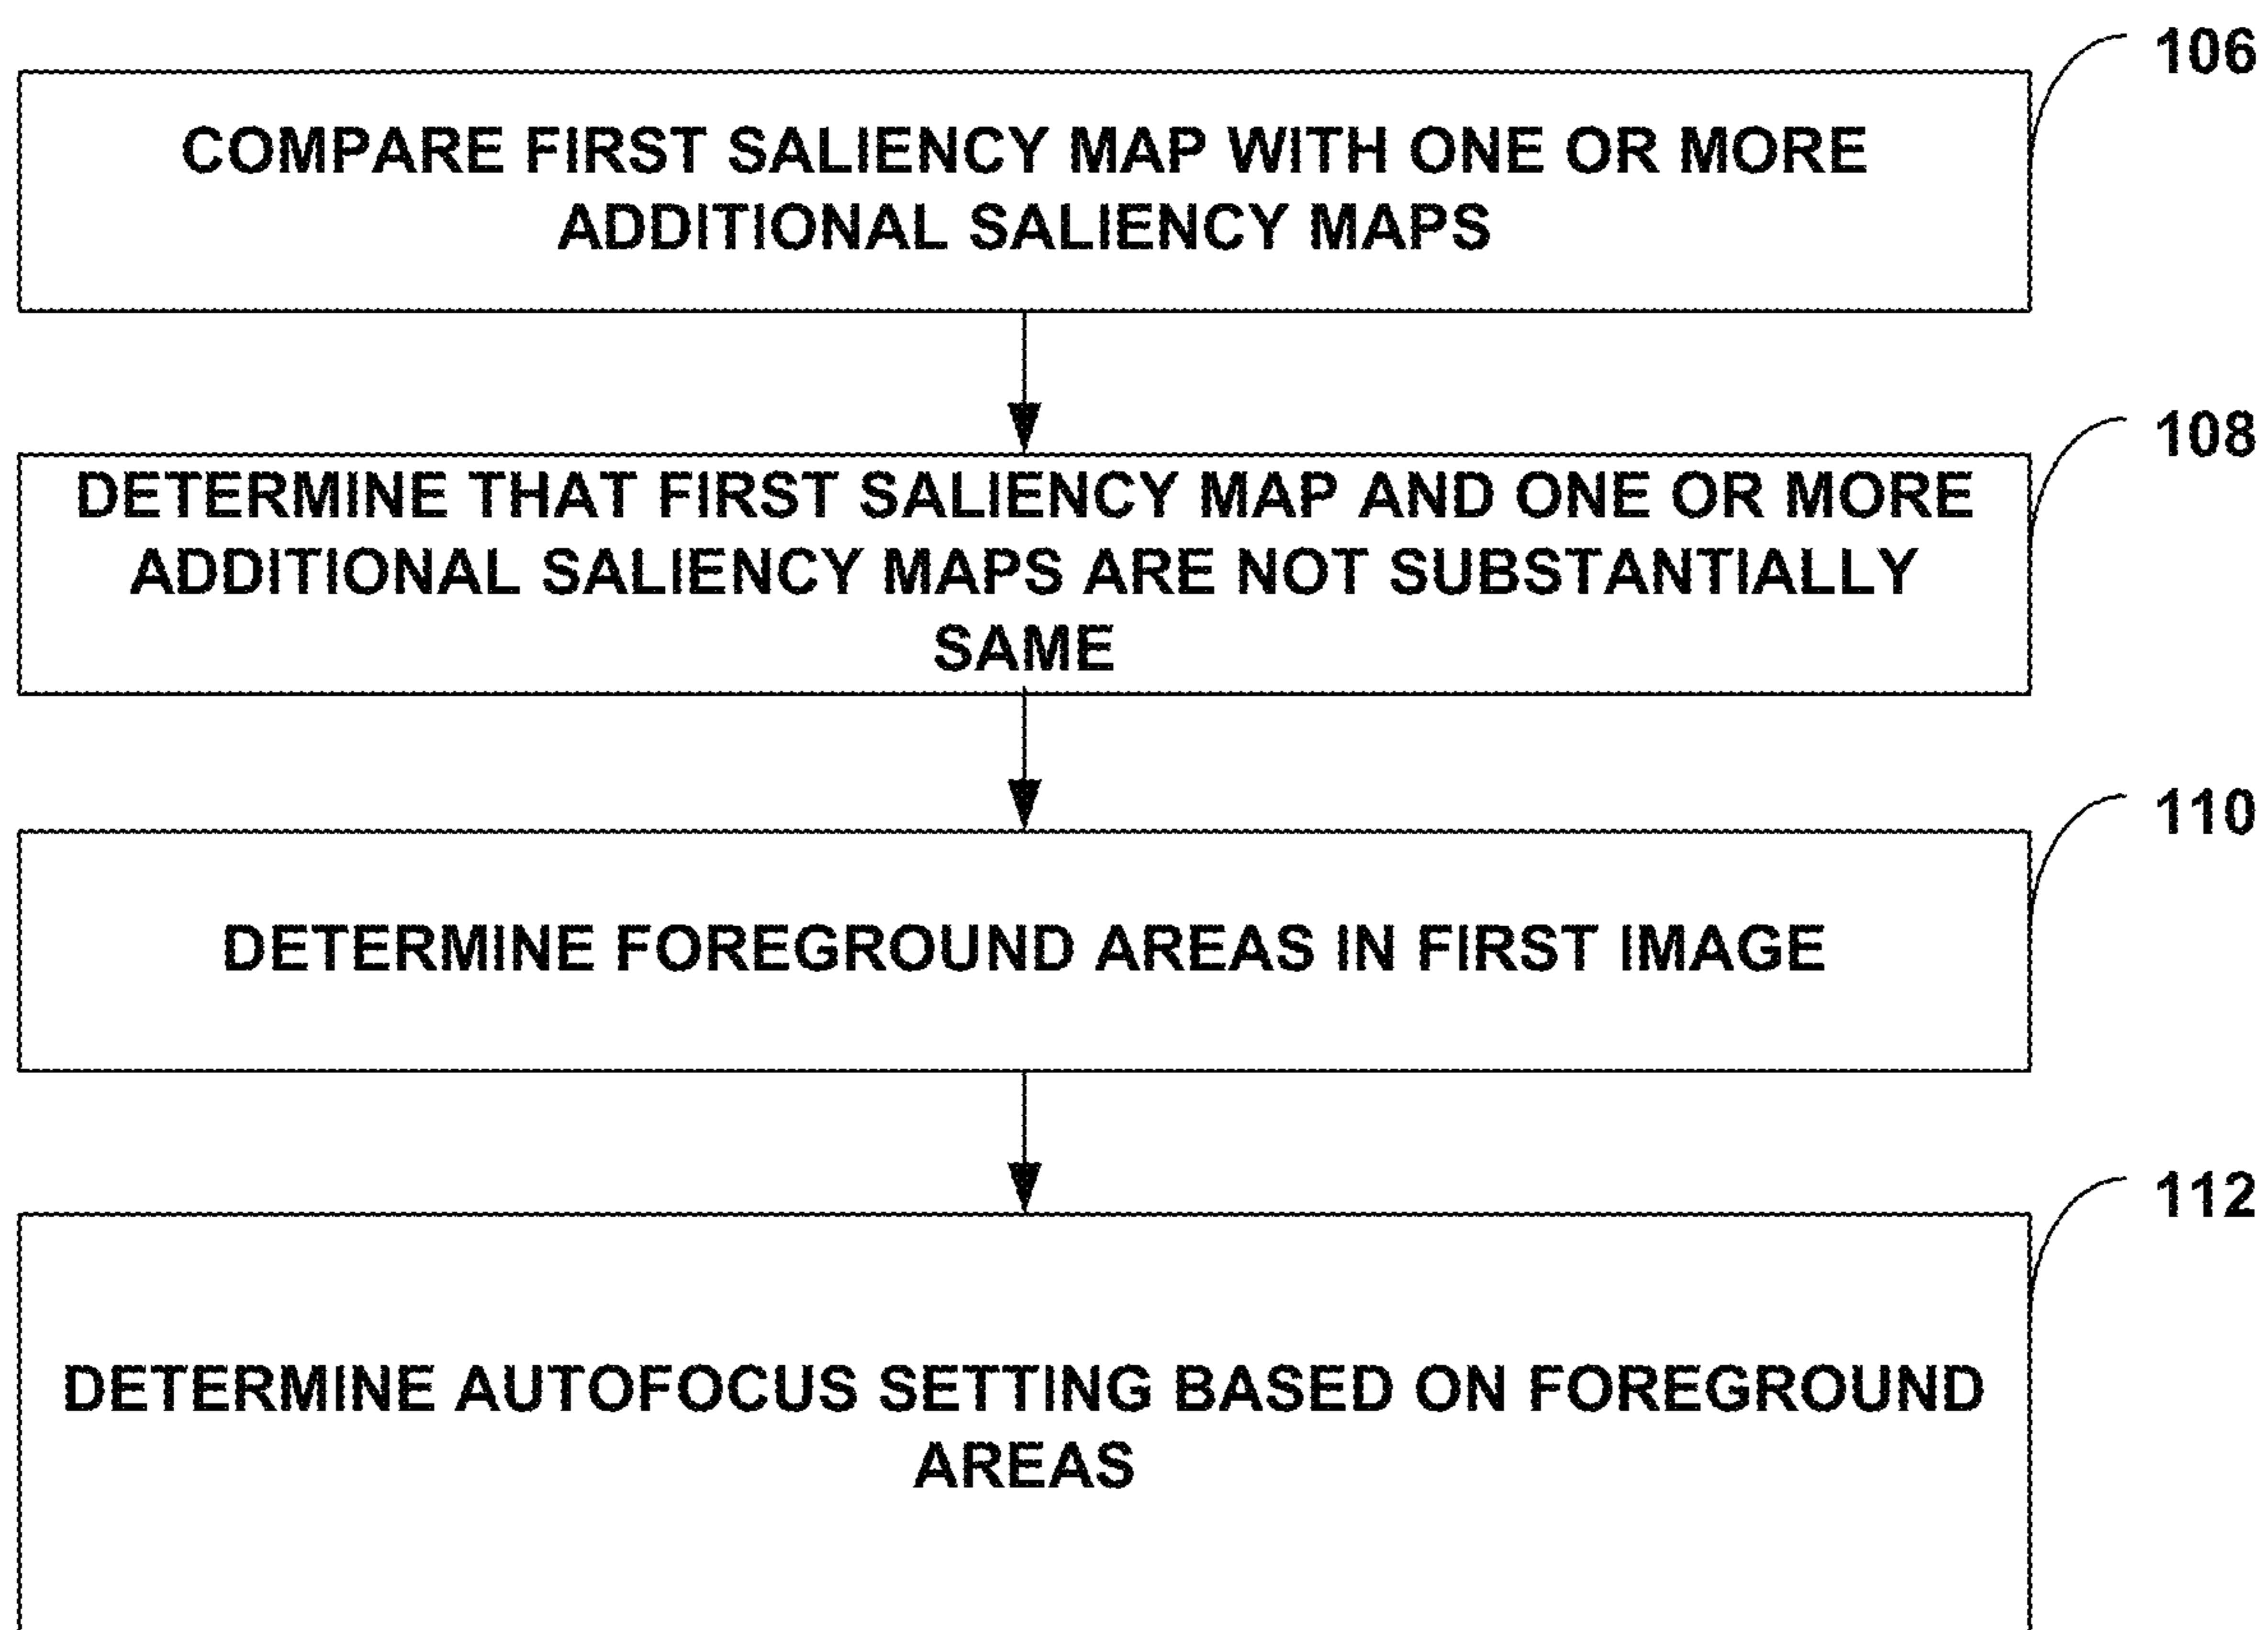 106
COMPARE FIRST SALIENCY MAP WITH ONE OR MORE
ADDITIONAL SALIENCY MAPS
108
DETERMINE THAT FIRST SALIENCY MAP AND ONE OR MORE
ADDITIONAL SALIENCY MAPS ARE NOT SUBSTANTIALLY
SAME
110
DETERMINE FOREGROUND AREAS IN FIRST IMAGE
112
DETERMINE AUTOFOCUS SETTING BASED ON FOREGROUND
AREAS